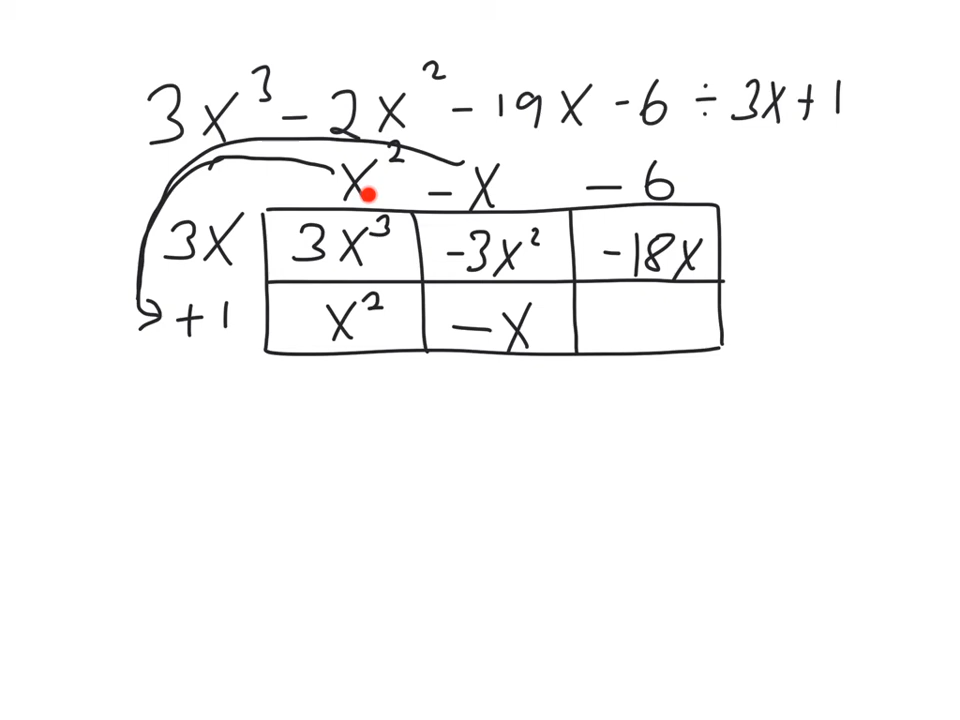 3x³ - 2x² - 19x - 6 ÷ 3x + 1
x² - x - 6
3x 3x³ -3x² -18x
+1 x² -x